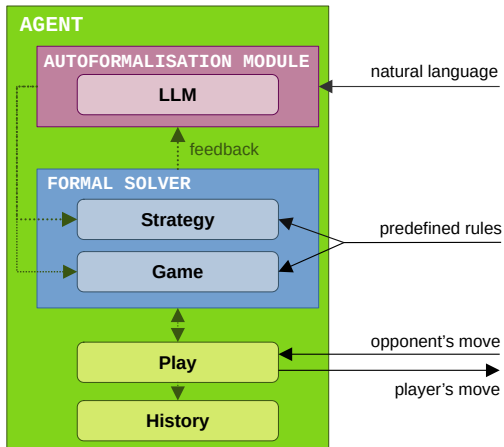 AGENT
AUTOFORMALISATION MODULE
LLM
natural language
feedback
FORMAL SOLVER
Strategy
predefined rules
Game
opponent's move
Play
player's move
History